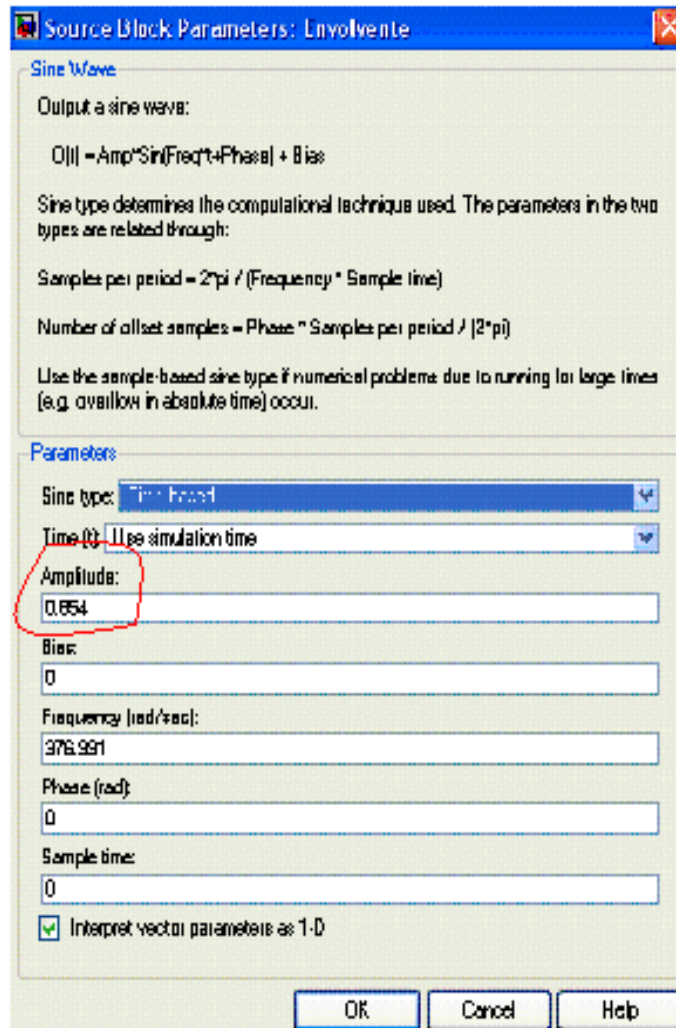 Source Block Parameters: Envolvente
Sine Wave
Output a sine wave:
O(t) = Amp*Sin(Freq*t+Phase) + Bias
Sine type determines the computational technique used. The parameters in the two
types are related through:
Samples per period = 2*pi / (Frequency * Sample time)
Number of offset samples = Phase * Samples per period / (2*pi)
Use the sample-based sine type if numerical problems due to running for large times
(e.g. overflow in absolute time) occur.
Parameters
Sine type: Time based
Time (t): Use simulation time
Amplitude:
0.854
Bias:
0
Frequency (rad/sec):
376.991
Phase (rad):
0
Sample time:
0
Interpret vector parameters as 1-D
OK Cancel Help